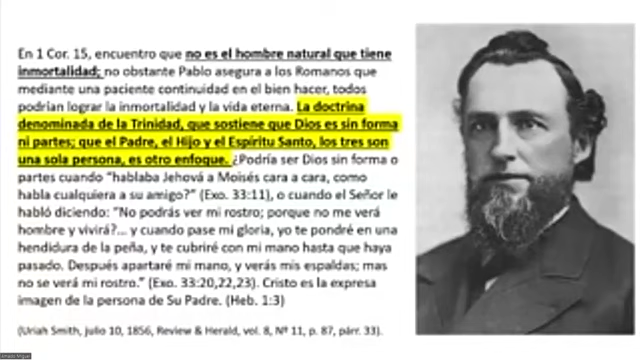 En 1 Cor. 15, encuentro que no es el hombre natural que tiene
inmortalidad; no obstante Pablo asegura a los Romanos que
mediante una paciente continuidad en el bien hacer, todos
podrían lograr la inmortalidad y la vida eterna. La doctrina
denominada de la Trinidad, que sostiene que Dios es sin forma
ni partes; que el Padre, el Hijo y el Espíritu Santo, los tres son
una sola persona, es otro enfoque. ¿Podría ser Dios sin forma o
partes cuando “hablaba Jehová a Moisés cara a cara, como
habla cualquiera a su amigo?” (Exo. 33:11), o cuando el Señor le
habló diciendo: “No podrás ver mi rostro; porque no me verá
hombre y vivirá?... y cuando pase mi gloria, yo te pondré en una
hendidura de la peña, y te cubriré con mi mano hasta que haya
pasado. Después apartaré mi mano, y verás mis espaldas; mas
no se verá mi rostro.” (Exo. 33:20,22,23). Cristo es la expresa
imagen de la persona de Su Padre. (Heb. 1:3)
(Uriah Smith, julio 10, 1856, Review & Herald, vol. 8, Nº 11, p. 87, párr. 33).